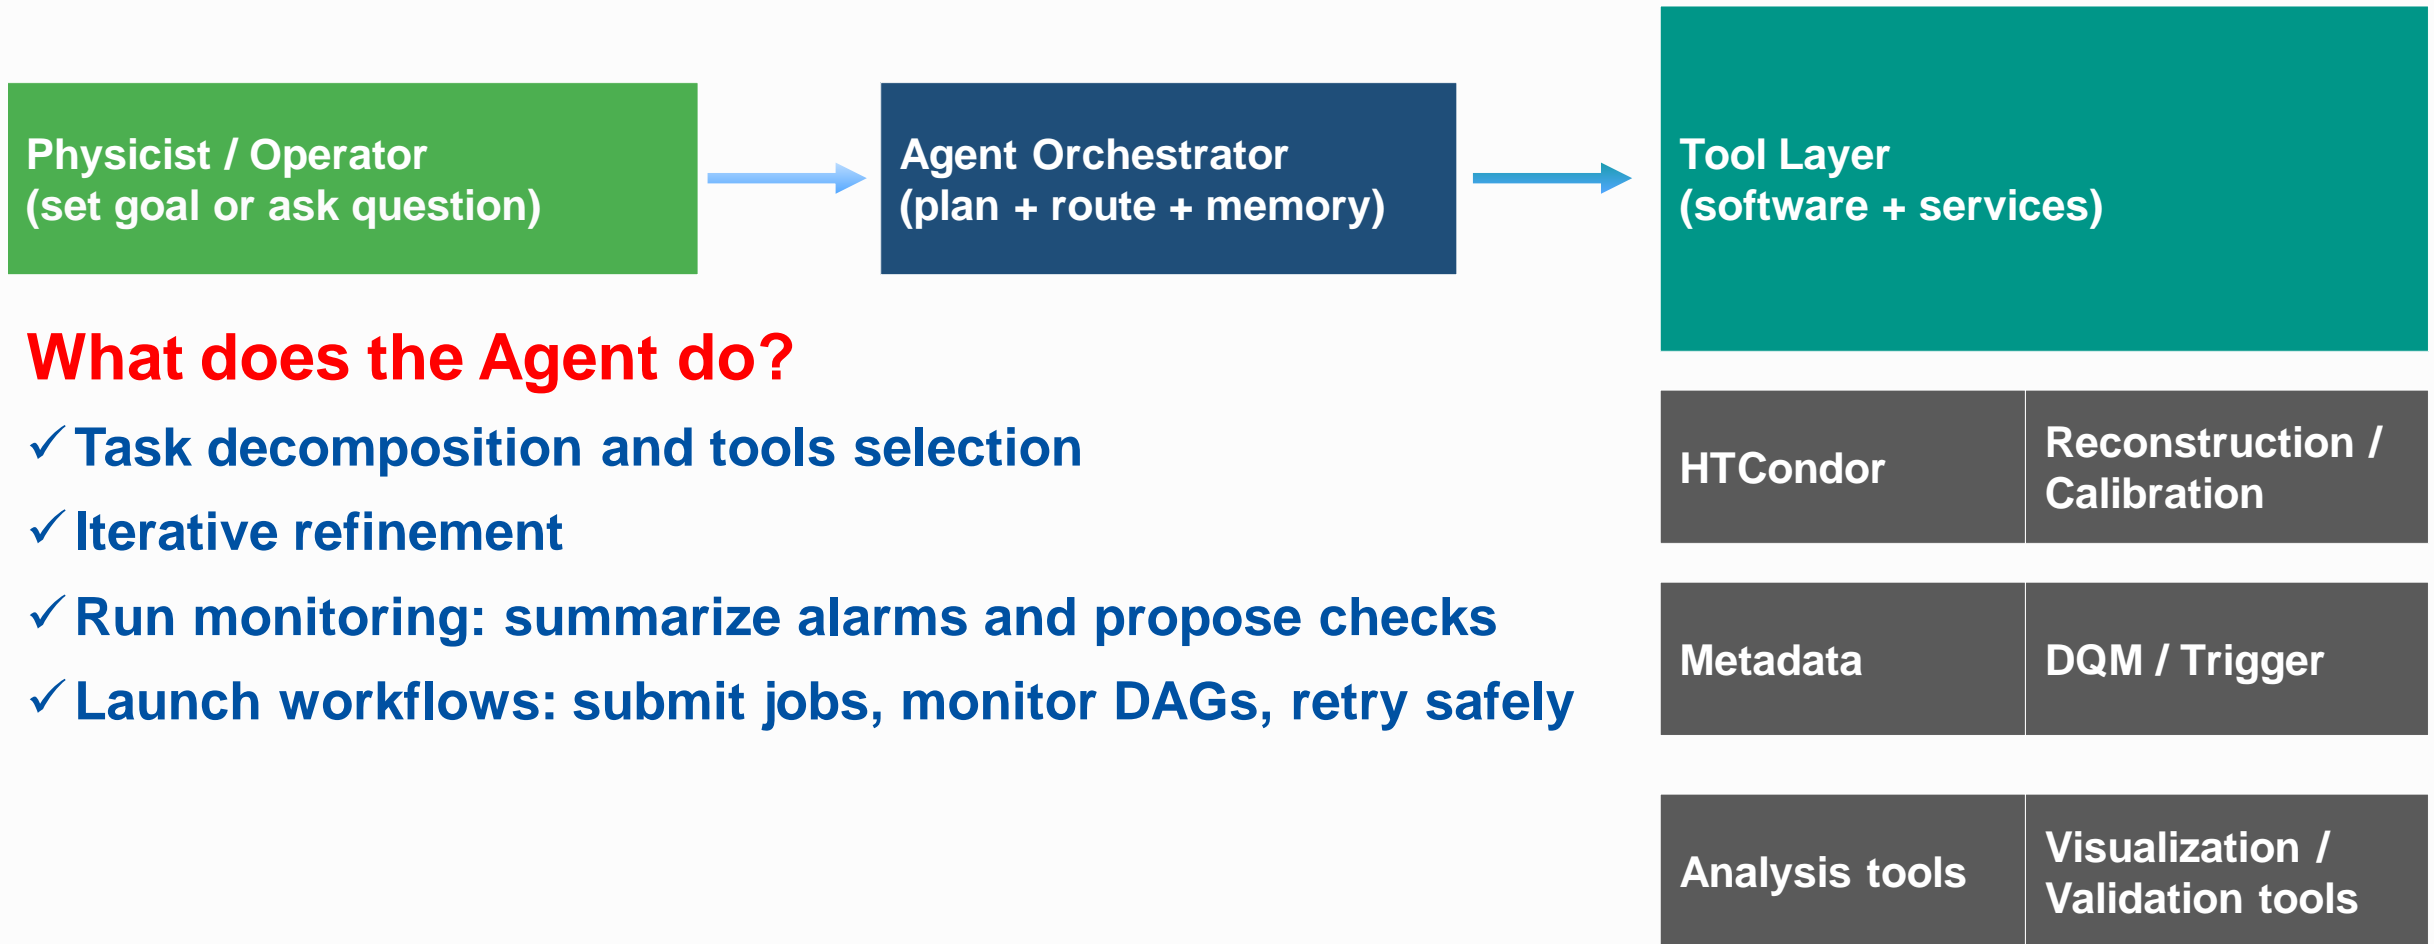 Physicist / Operator
(set goal or ask question)
Agent Orchestrator
(plan + route + memory)
Tool Layer
(software + services)
What does the Agent do?
✓ Task decomposition and tools selection
✓ Iterative refinement
✓ Run monitoring: summarize alarms and propose checks
✓ Launch workflows: submit jobs, monitor DAGs, retry safely
HTCondor
Reconstruction /
Calibration
Metadata
DQM / Trigger
Analysis tools
Visualization /
Validation tools